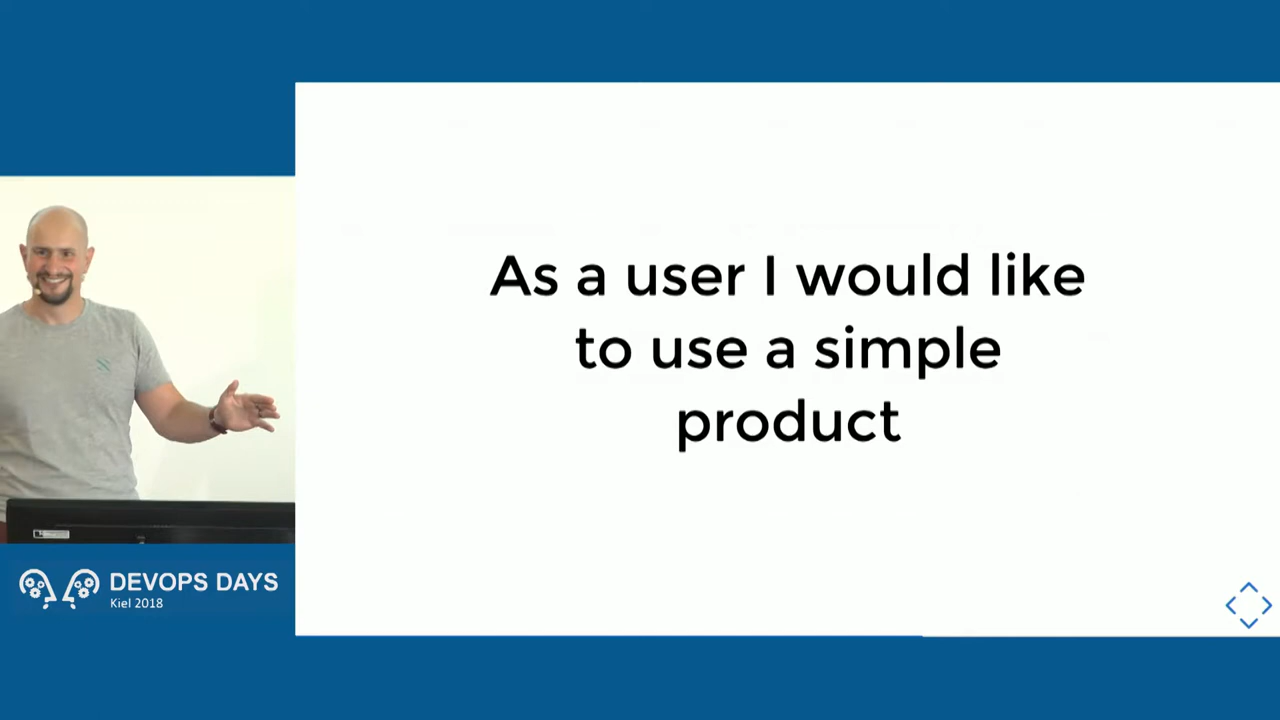 As a user I would like
to use a simple
product
DEVOPS DAYS
Kiel 2018